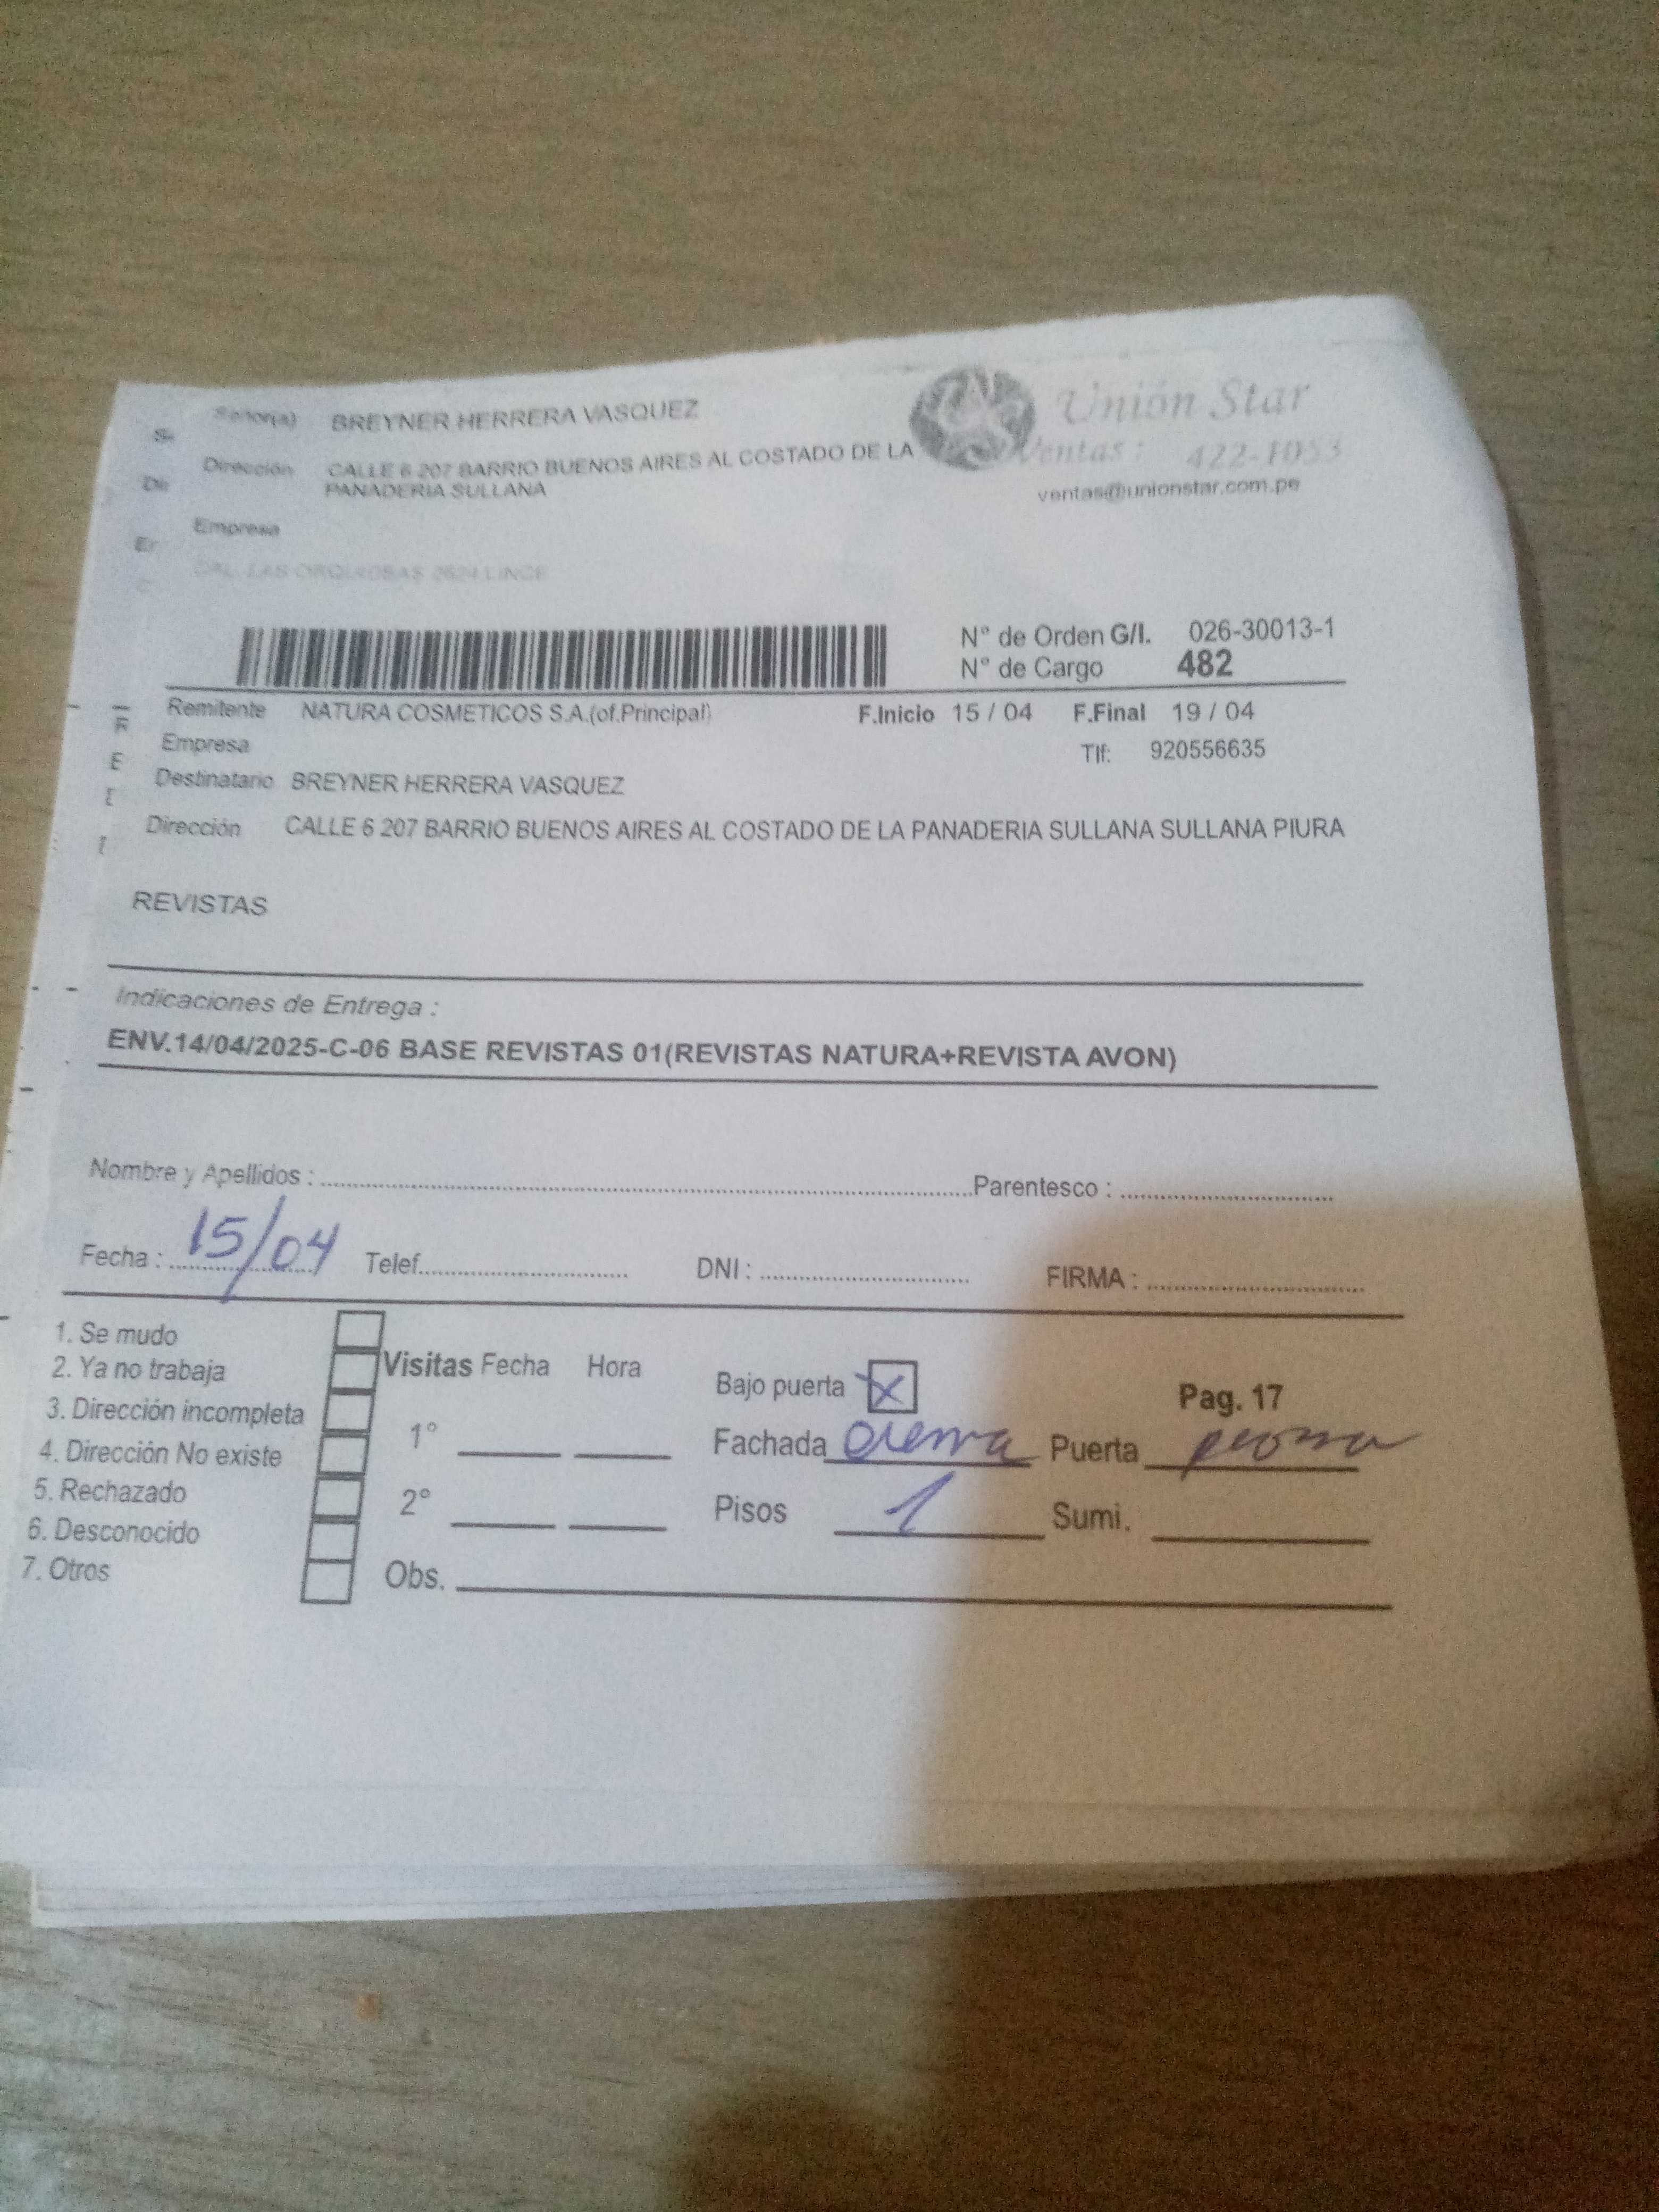 Señor(a) BREYNER HERRERA VASQUEZ
Dirección CALLE 6 207 BARRIO BUENOS AIRES AL COSTADO DE LA
PANADERIA SULLANA
Empresa
Unión Star
Ventas: 422-1053
ventas@unionstar.com.pe
N° de Orden G/I. 026-30013-1
N° de Cargo 482
Remitente NATURA COSMETICOS S.A.(of.Principal) F.Inicio 15 / 04 F.Final 19 / 04
Empresa Tlf: 920556635
Destinatario BREYNER HERRERA VASQUEZ
Dirección CALLE 6 207 BARRIO BUENOS AIRES AL COSTADO DE LA PANADERIA SULLANA SULLANA PIURA
REVISTAS
Indicaciones de Entrega :
ENV.14/04/2025-C-06 BASE REVISTAS 01(REVISTAS NATURA+REVISTA AVON)
Nombre y Apellidos : Parentesco :
Fecha : 15/04 Telef. DNI : FIRMA :
1. Se mudo
2. Ya no trabaja
3. Dirección incompleta
4. Dirección No existe
5. Rechazado
6. Desconocido
7. Otros
Visitas Fecha Hora
1°
2°
Obs.
Bajo puerta X Pag. 17
Fachada crema Puerta
Pisos 1 Sumi.